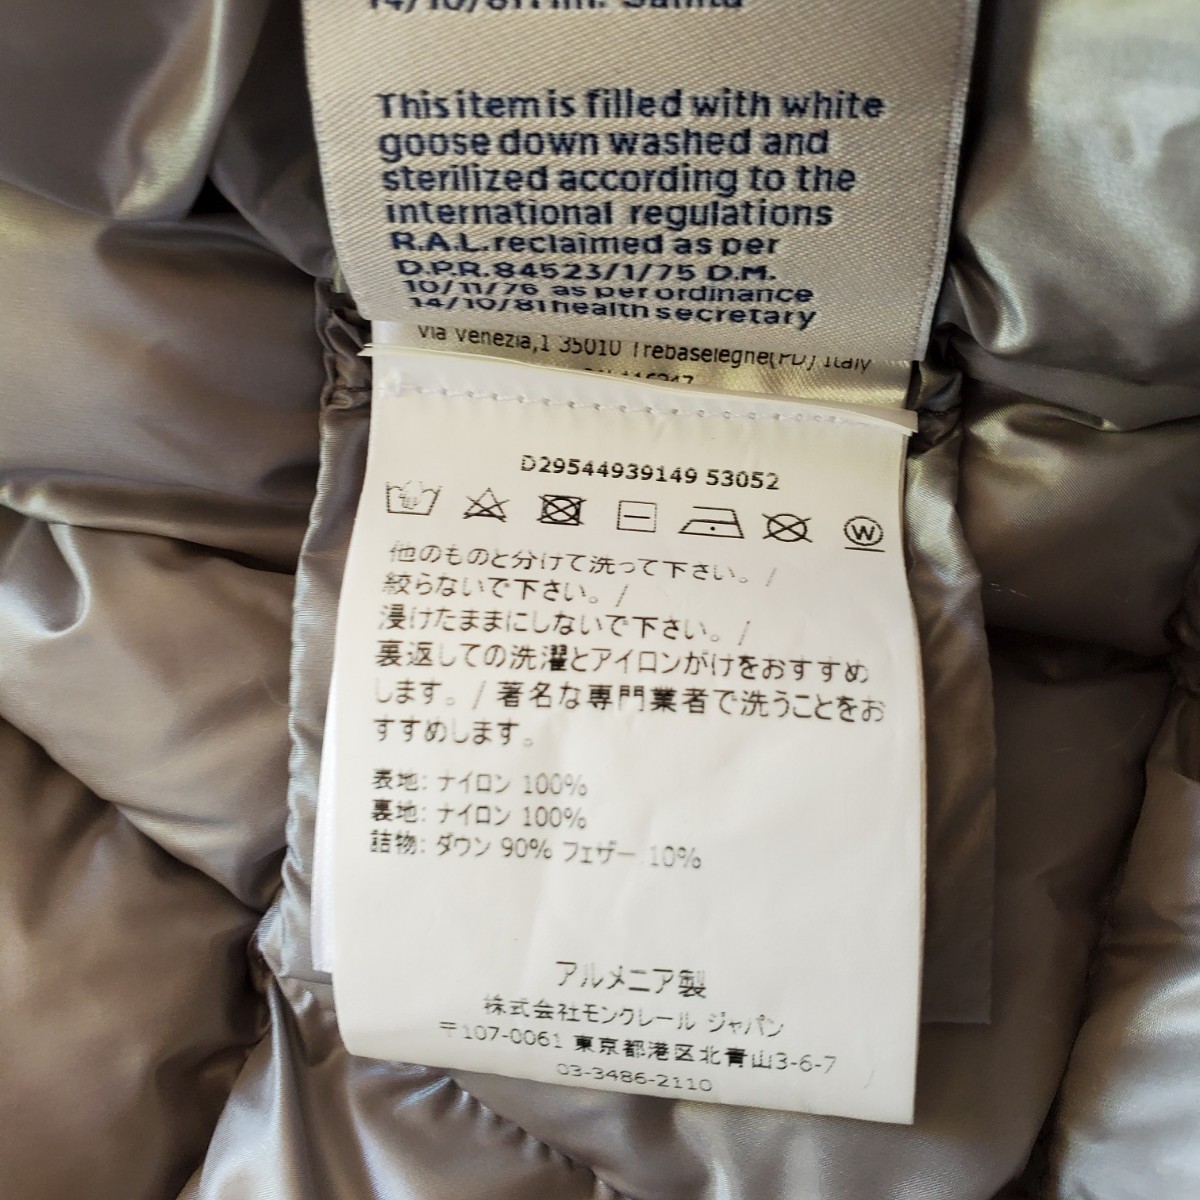 14/10/81
This item is filled with white
goose down washed and
sterilized according to the
international regulations
R.A.L. reclaimed as per
D.P.R. 84523/1/75 D.M.
10/11/76 as per ordinance
14/10/81 health secretary
Via Venezia,1 35010 Trebaseleghe(PD) Italy
D29544939149 53052
W
他のものと分けて洗って下さい。/
絞らないで下さい。/
浸けたままにしないで下さい。/
裏返しての洗濯とアイロンがけをおすすめ
します。/ 著名な専門業者で洗うことをお
すすめします。
表地: ナイロン 100%
裏地: ナイロン 100%
詰物: ダウン 90% フェザー 10%
アルメニア製
株式会社モンクレール ジャパン
〒107-0061 東京都港区北青山3-6-7
03-3486-2110